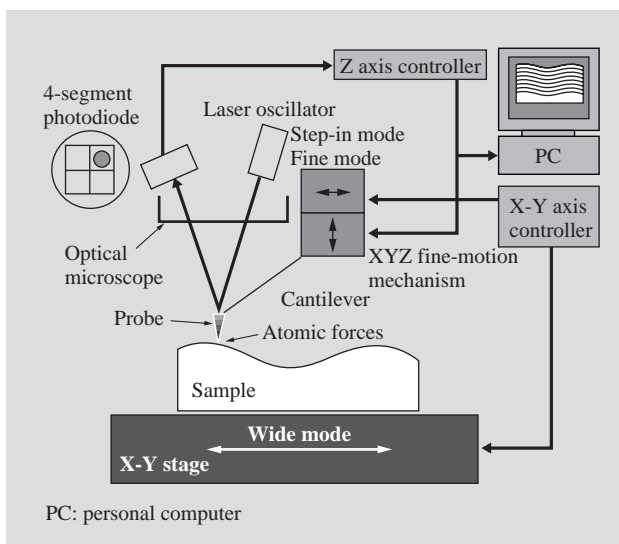 Z axis controller
4-segment
photodiode
Laser oscillator
Step-in mode
Fine mode
PC
X-Y axis
controller
Optical
microscope
XYZ fine-motion
mechanism
Cantilever
Probe
Atomic forces
Sample
Wide mode
X-Y stage
PC: personal computer